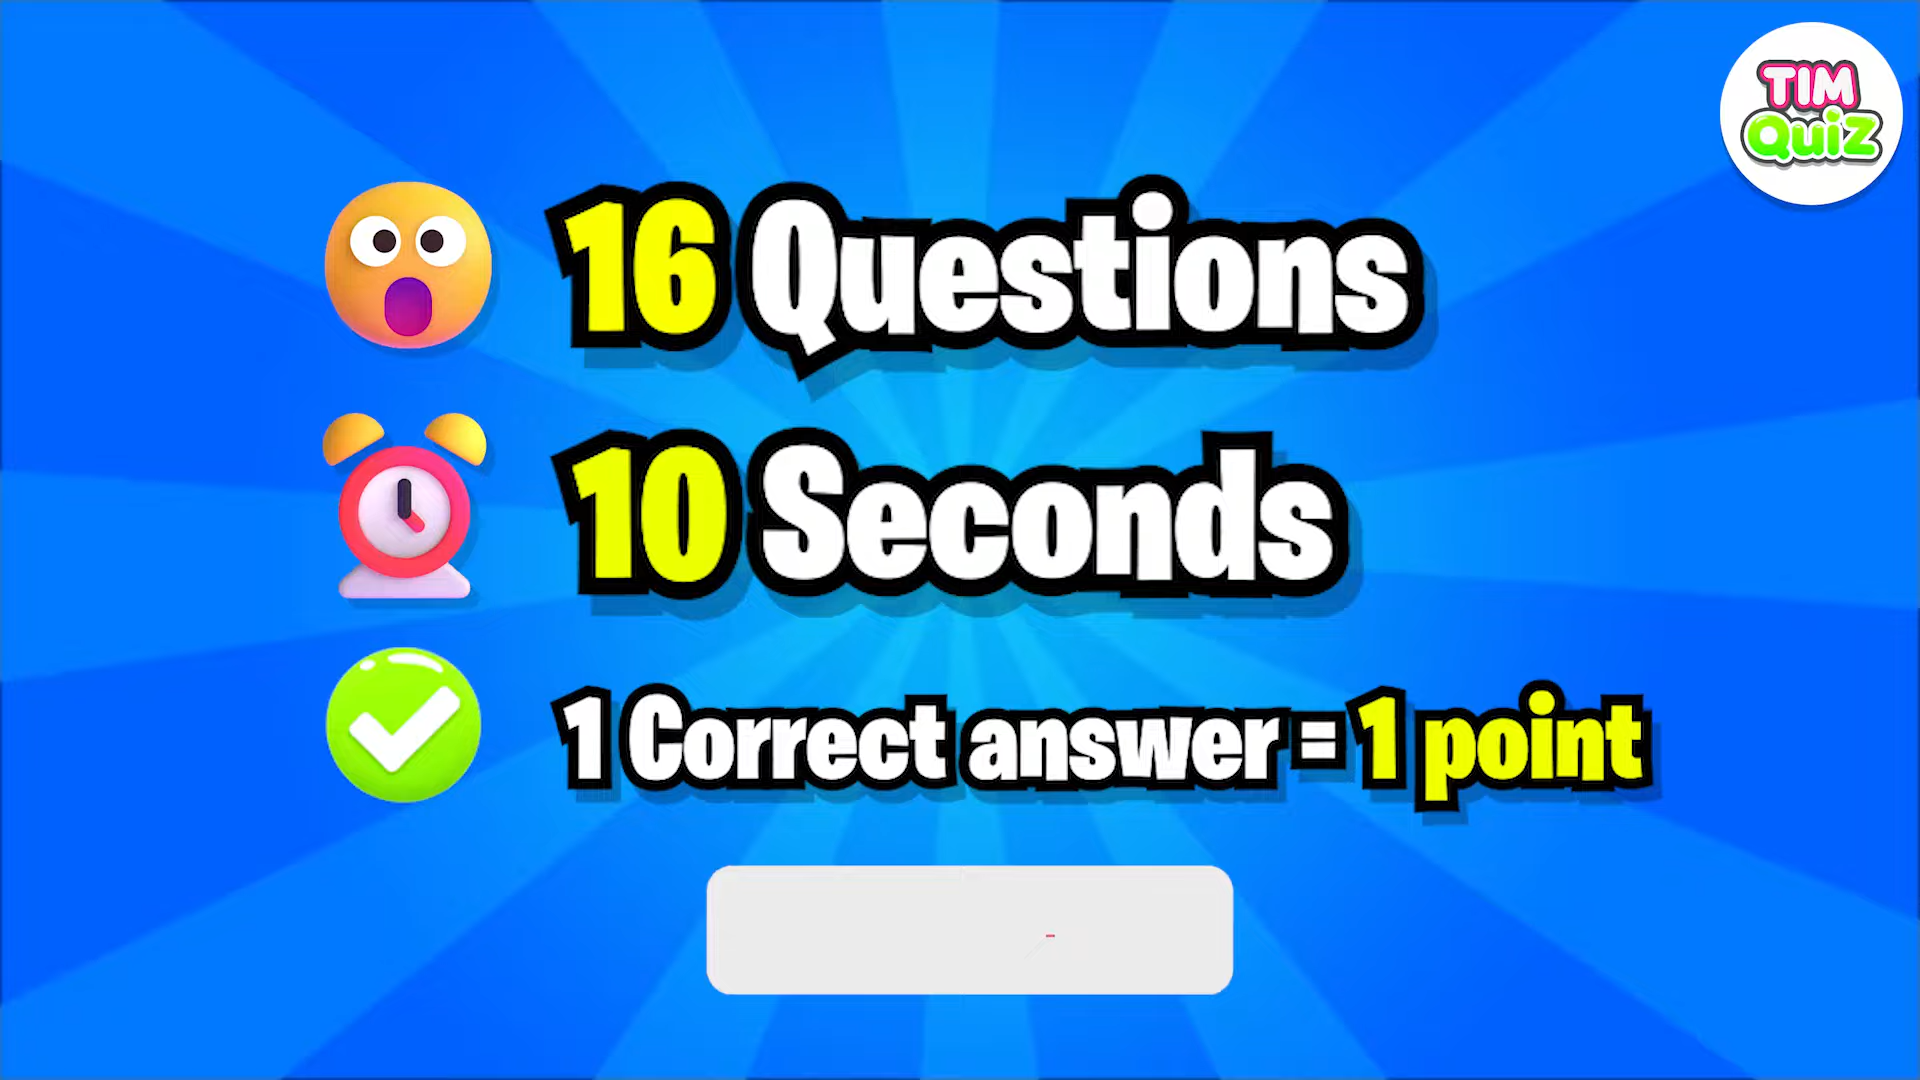 TIM
Quiz
16 Questions
10 Seconds
1 Correct answer = 1 point